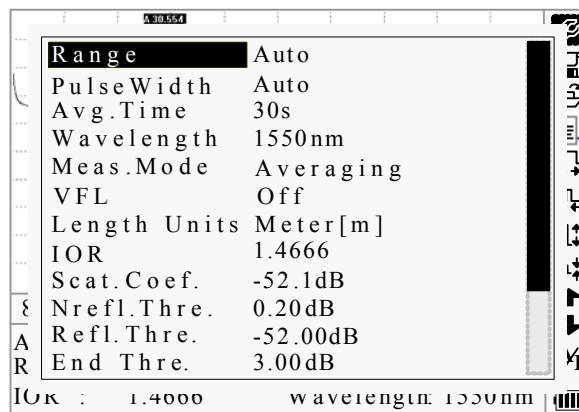 A 30.554
Range Auto
PulseWidth Auto
Avg.Time 30s
Wavelength 1550nm
Meas.Mode Averaging
VFL Off
Length Units Meter[m]
IOR 1.4666
Scat.Coef. -52.1dB
Nrefl.Thre. 0.20dB
Refl.Thre. -52.00dB
End Thre. 3.00dB
A
R
IOR : 1.4666 Wavelength: 1550nm